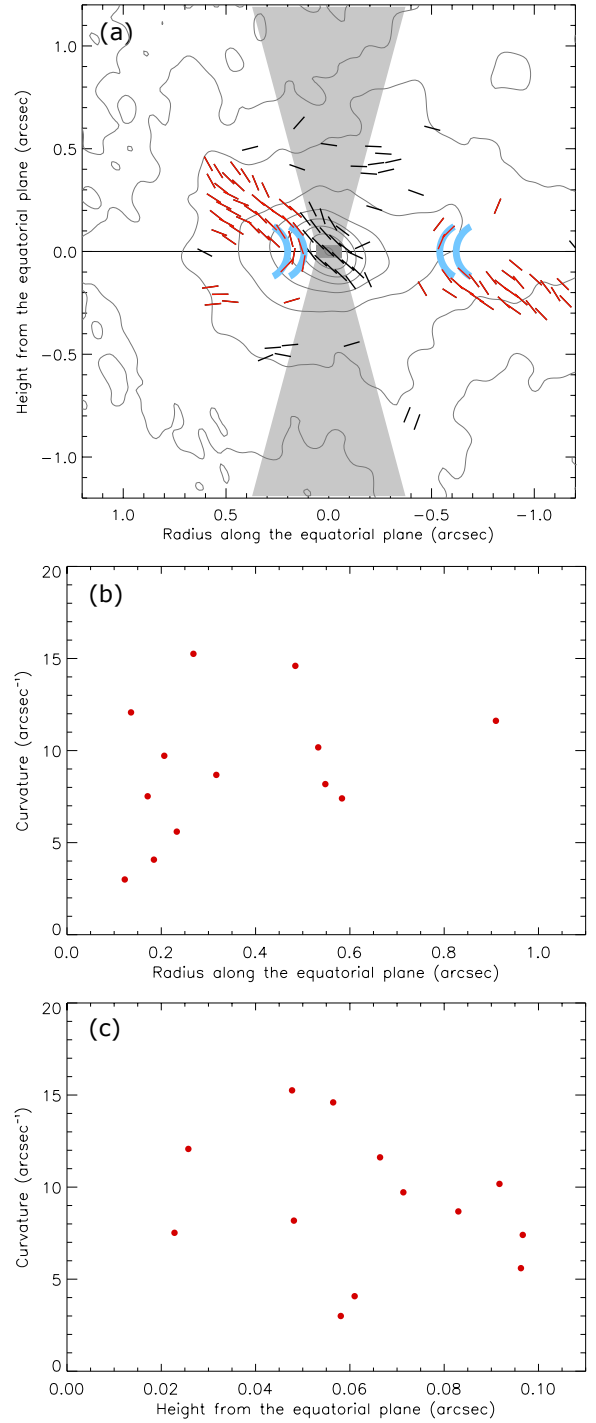 (a)
1.0
0.5
0.0
-0.5
-1.0
Height from the equatorial plane (arcsec)
1.0 0.5 0.0 -0.5 -1.0
Radius along the equatorial plane (arcsec)
(b)
20
15
10
5
0
Curvature (arcsec⁻¹)
0.0 0.2 0.4 0.6 0.8 1.0
Radius along the equatorial plane (arcsec)
(c)
20
15
10
5
0
Curvature (arcsec⁻¹)
0.00 0.02 0.04 0.06 0.08 0.10
Height from the equatorial plane (arcsec)